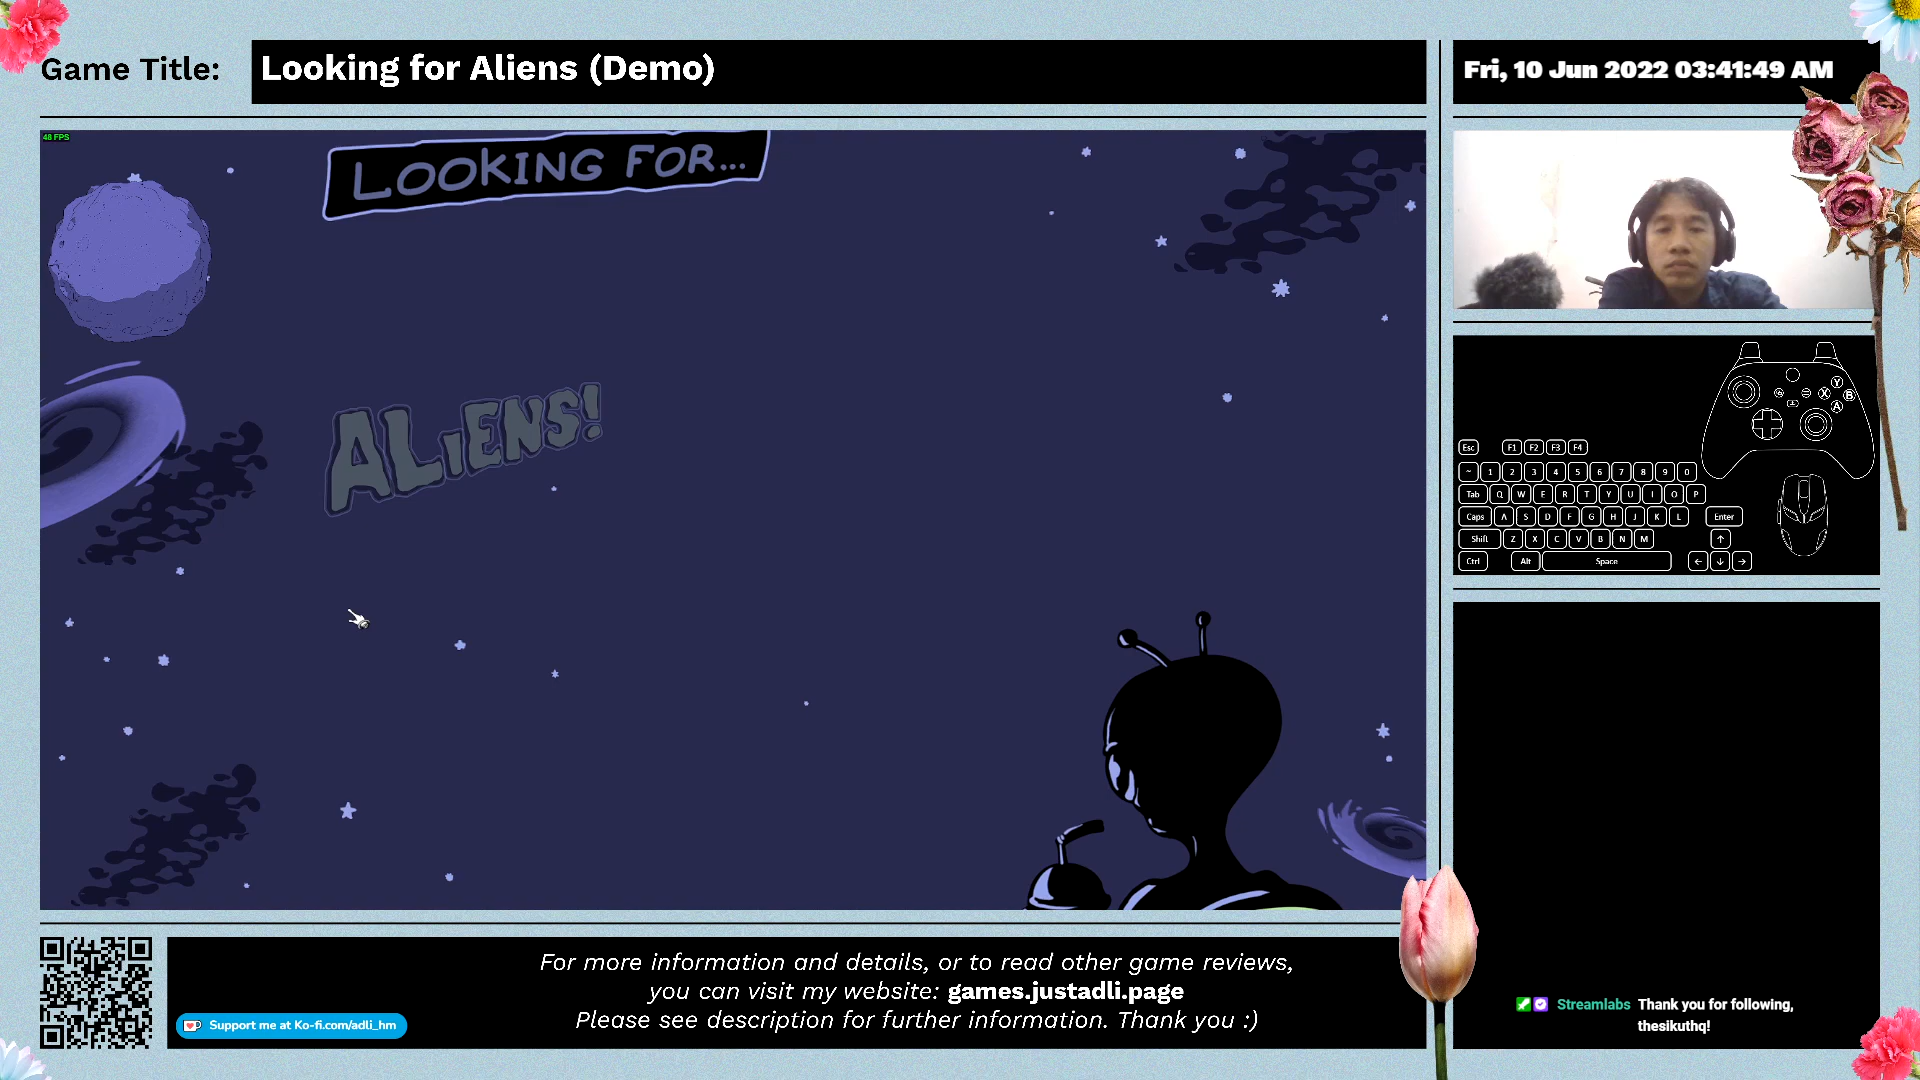 Game Title:
Looking for Aliens (Demo)
Fri, 10 Jun 2022 03:41:49 AM
48 FPS
LOOKING FOR...
ALiENS!
Y
X B
A
Esc F1 F2 F3 F4
~ 1 2 3 4 5 6 7 8 9 0
Tab Q W E R T Y U I O P
Caps A S D F G H J K L Enter
Shift Z X C V B N M ↑
Ctrl Alt Space ← ↓ →
For more information and details, or to read other game reviews,
you can visit my website: games.justadli.page
Please see description for further information. Thank you :)
Support me at Ko-fi.com/adli_hm
Streamlabs Thank you for following,
thesikuthq!